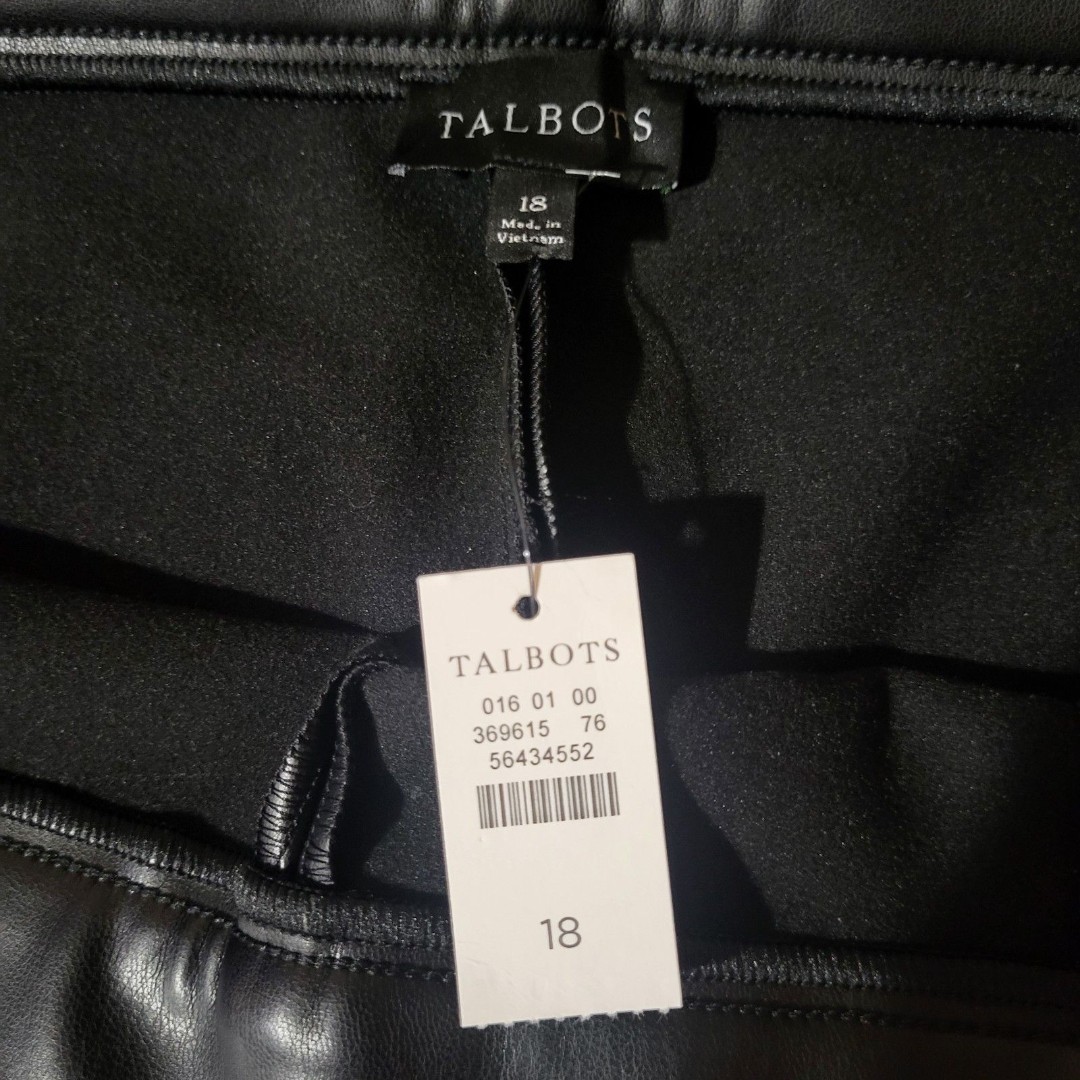 TALBOTS
18
Made in
Vietnam
TALBOTS
016 01 00
369615 76
56434552
18